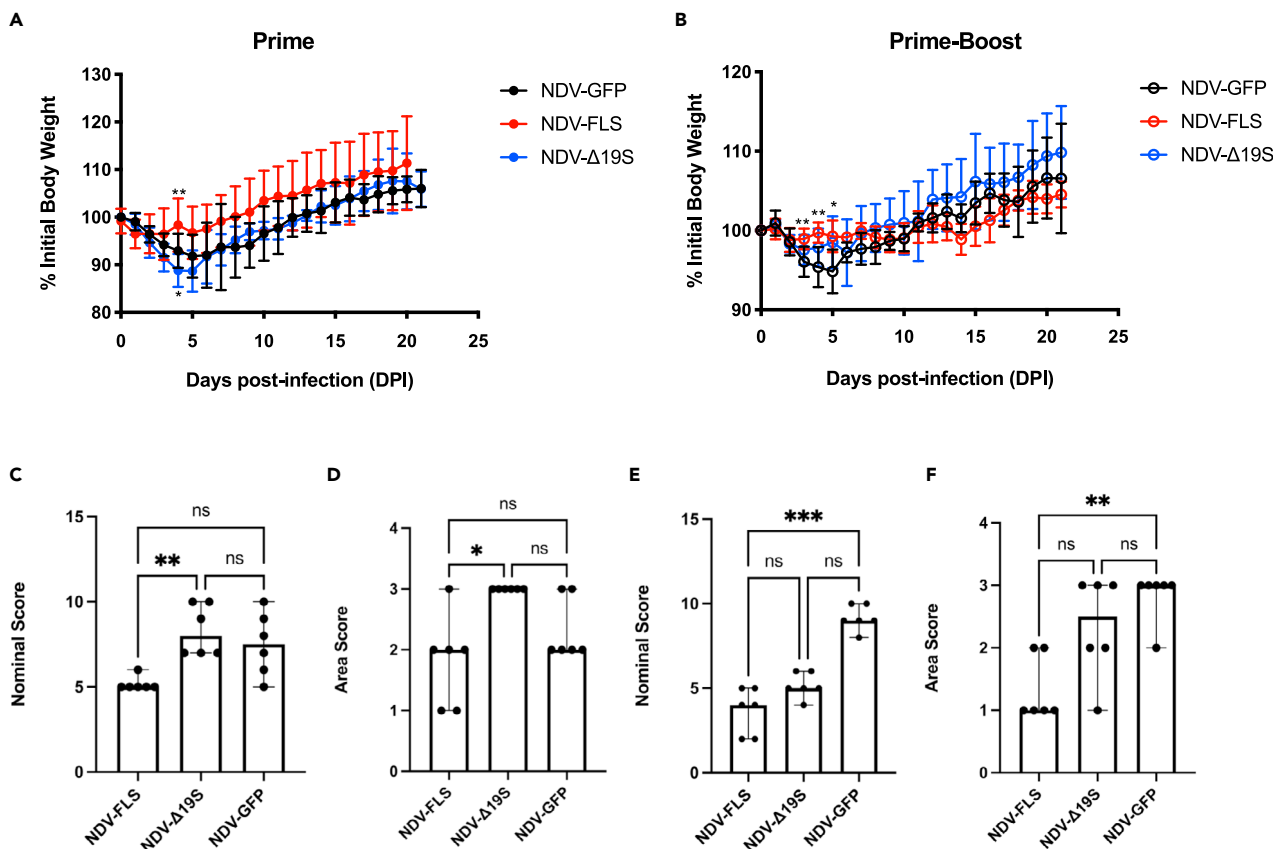 A
Prime
% Initial Body Weight
130
120
110
100
90
80
**
*
0
5
10
15
20
25
Days post-infection (DPI)
NDV-GFP
NDV-FLS
NDV-Δ19S
B
Prime-Boost
% Initial Body Weight
120
110
100
90
**
**
*
0
5
10
15
20
25
Days post-infection (DPI)
NDV-GFP
NDV-FLS
NDV-Δ19S
C
Nominal Score
15
10
5
0
ns
**
ns
NDV-FLS
NDV-Δ19S
NDV-GFP
D
Area Score
4
3
2
1
0
ns
*
ns
NDV-FLS
NDV-Δ19S
NDV-GFP
E
Nominal Score
15
10
5
0
***
ns
ns
NDV-FLS
NDV-Δ19S
NDV-GFP
F
Area Score
4
3
2
1
0
**
ns
ns
NDV-FLS
NDV-Δ19S
NDV-GFP